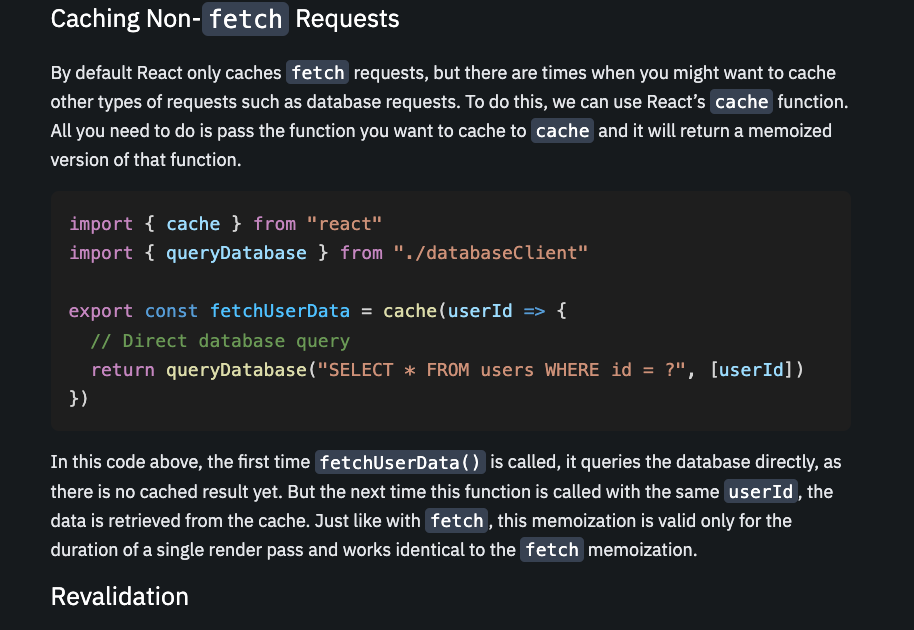 Caching Non-fetch Requests
By default React only caches fetch requests, but there are times when you might want to cache
other types of requests such as database requests. To do this, we can use React’s cache function.
All you need to do is pass the function you want to cache to cache and it will return a memoized
version of that function.
import { cache } from "react"
import { queryDatabase } from "./databaseClient"
export const fetchUserData = cache(userId => {
  // Direct database query
  return queryDatabase("SELECT * FROM users WHERE id = ?", [userId])
})
In this code above, the first time fetchUserData() is called, it queries the database directly, as
there is no cached result yet. But the next time this function is called with the same userId, the
data is retrieved from the cache. Just like with fetch, this memoization is valid only for the
duration of a single render pass and works identical to the fetch memoization.
Revalidation